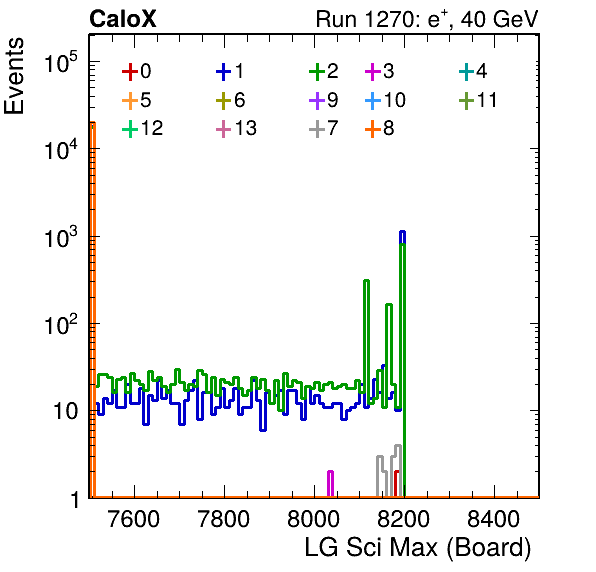 CaloX Run 1270: e⁺, 40 GeV
Events
10⁵
10⁴
10³
10²
10
1
0 1 2 3 4
5 6 9 10 11
12 13 7 8
7600 7800 8000 8200 8400
LG Sci Max (Board)